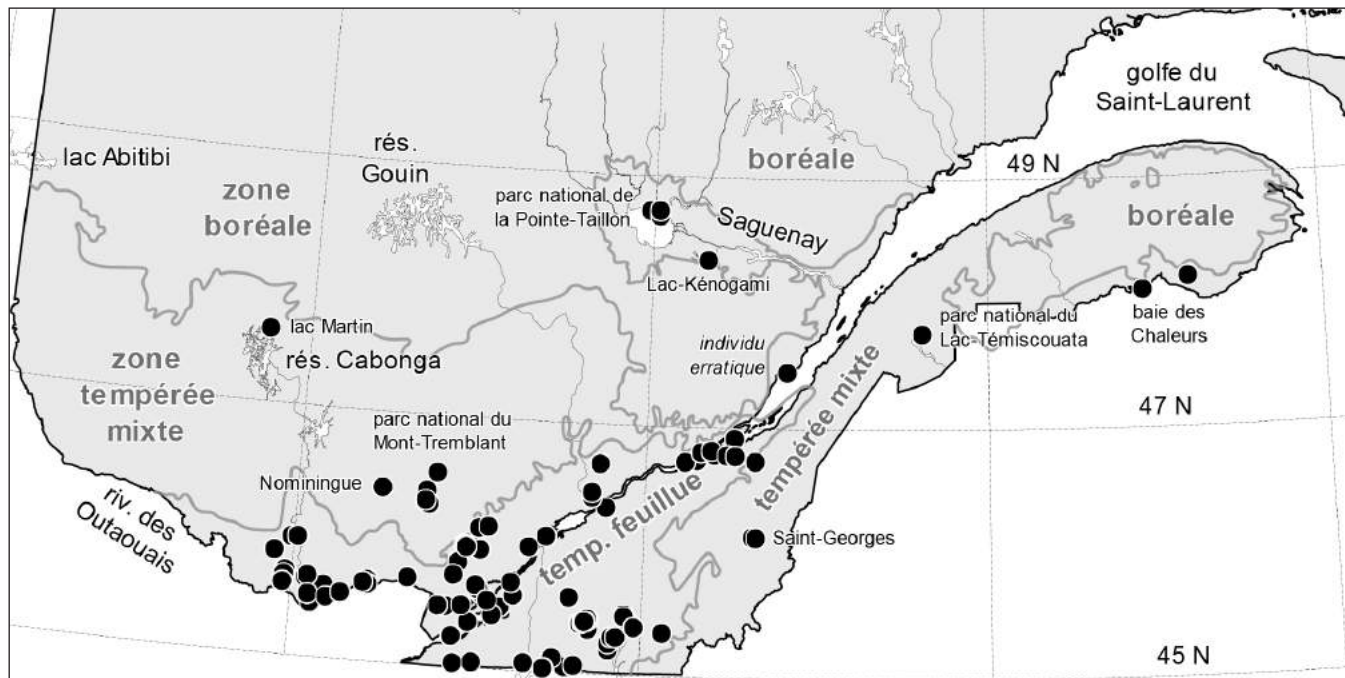 golfe du
Saint-Laurent
lac Abitibi
rés.
Gouin
boréale
49 N
zone
boréale
parc national de
la Pointe-Taillon
Saguenay
boréale
Lac-Kénogami
lac Martin
rés. Cabonga
individu
erratique
parc national du
Lac-Témiscouata
baie des
Chaleurs
zone
tempérée
mixte
parc national du
Mont-Tremblant
tempérée mixte
47 N
Nominingue
riv. des
Outaouais
temp. feuillue
Saint-Georges
45 N